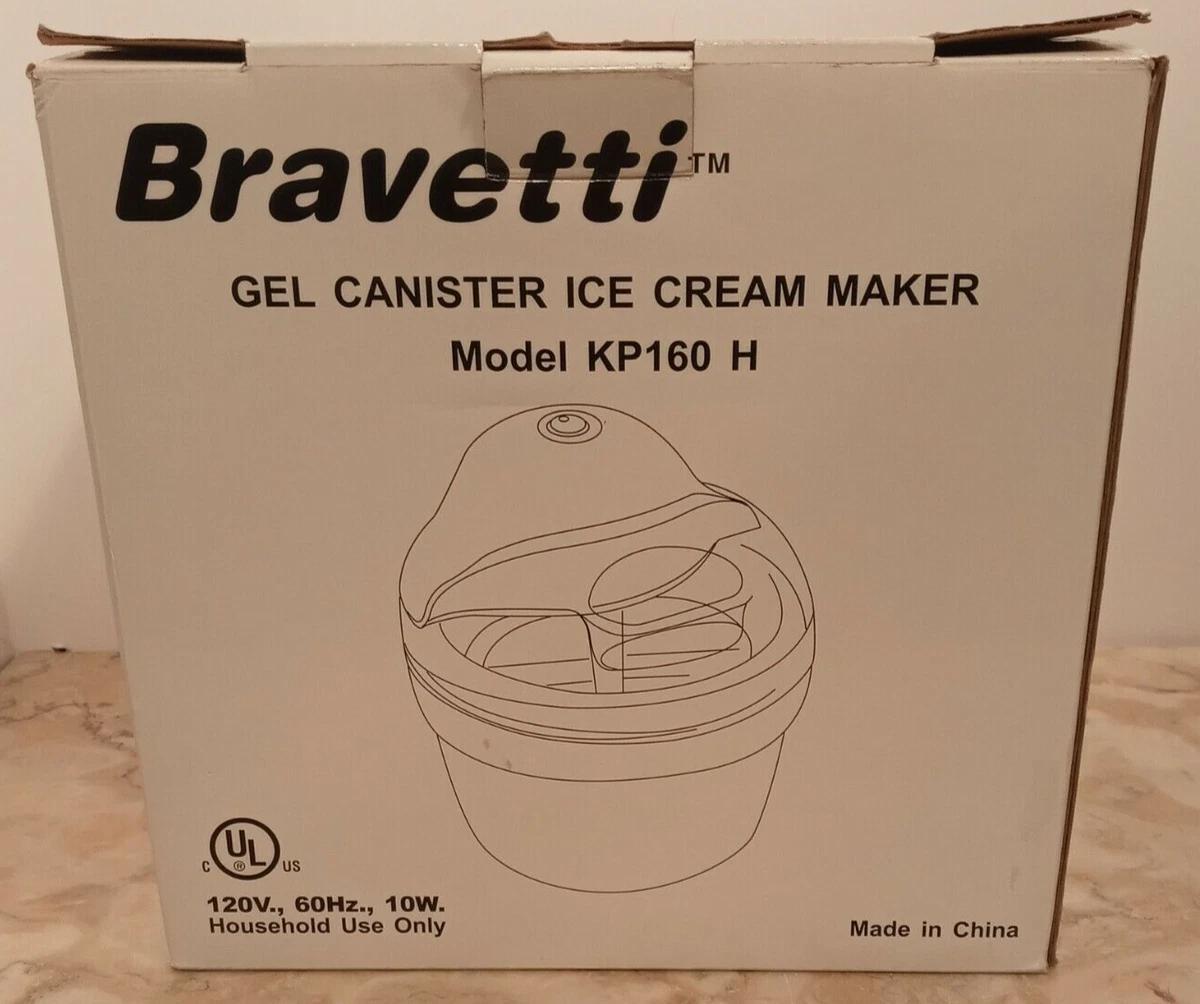 Bravetti™
GEL CANISTER ICE CREAM MAKER
Model KP160 H
C UL ® US
120V., 60Hz., 10W.
Household Use Only
Made in China